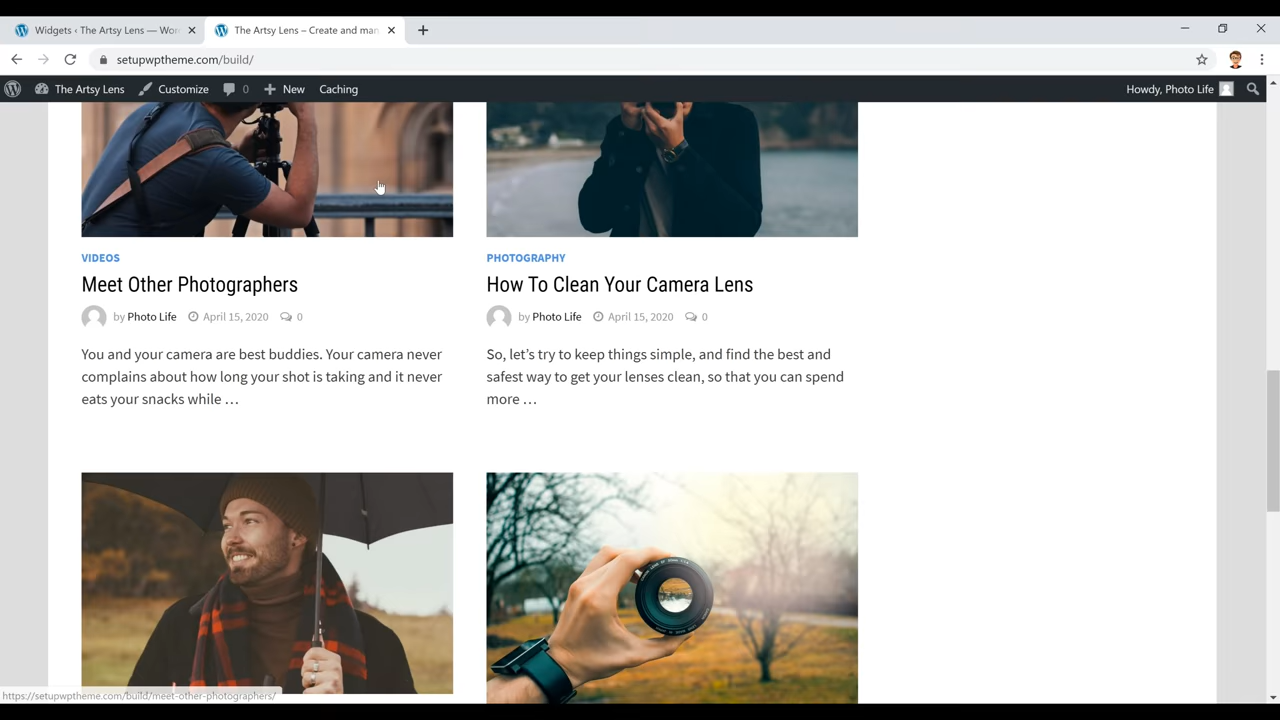 Widgets ‹ The Artsy Lens — Wor
The Artsy Lens – Create and man
setupwptheme.com/build/
The Artsy Lens
Customize
0
New
Caching
Howdy, Photo Life
VIDEOS
Meet Other Photographers
by Photo Life April 15, 2020 0
You and your camera are best buddies. Your camera never
complains about how long your shot is taking and it never
eats your snacks while …
PHOTOGRAPHY
How To Clean Your Camera Lens
by Photo Life April 15, 2020 0
So, let’s try to keep things simple, and find the best and
safest way to get your lenses clean, so that you can spend
more …
https://setupwptheme.com/build/meet-other-photographers/